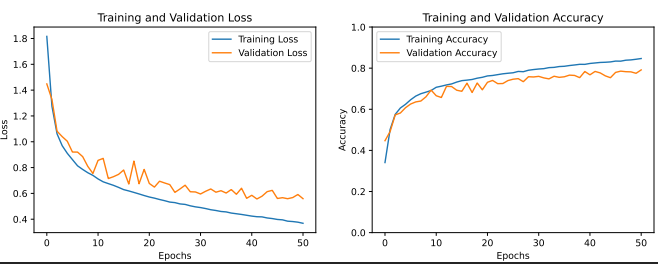 Training and Validation Loss
1.8
1.6
1.4
1.2
1.0
0.8
0.6
0.4
Loss
0
10
20
30
40
50
Epochs
Training Loss
Validation Loss
Training and Validation Accuracy
1.0
0.8
0.6
0.4
0.2
0.0
Accuracy
0
10
20
30
40
50
Epochs
Training Accuracy
Validation Accuracy